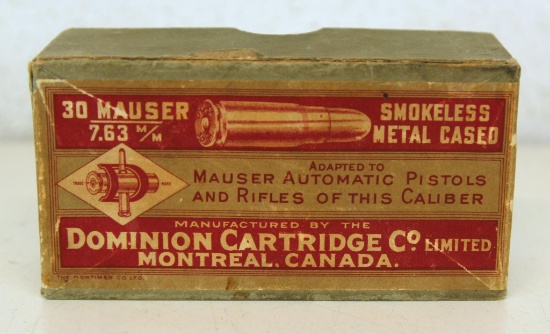 30 MAUSER
7.63 M/M
SMOKELESS
METAL CASED
TRADE MARK
ADAPTED TO
MAUSER AUTOMATIC PISTOLS
AND RIFLES OF THIS CALIBER
MANUFACTURED BY THE
DOMINION CARTRIDGE CO LIMITED
MONTREAL, CANADA.
THE MORTIMER CO. LTD.